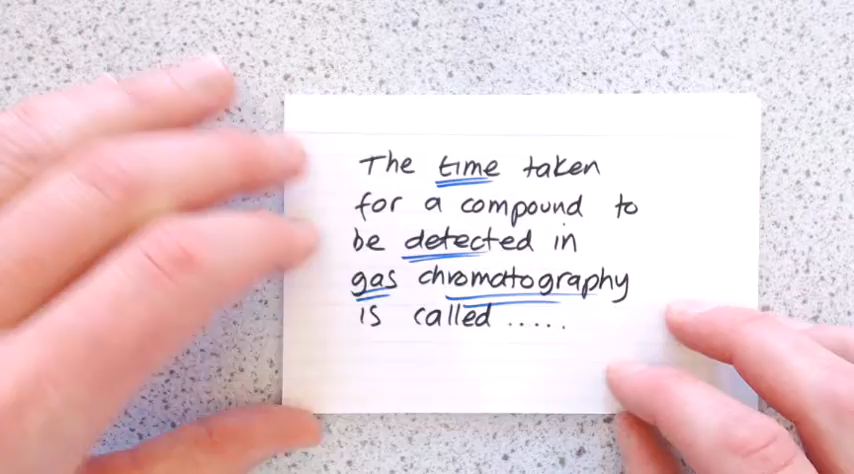 The time taken
for a compound to
be detected in
gas chromatography
is called .....